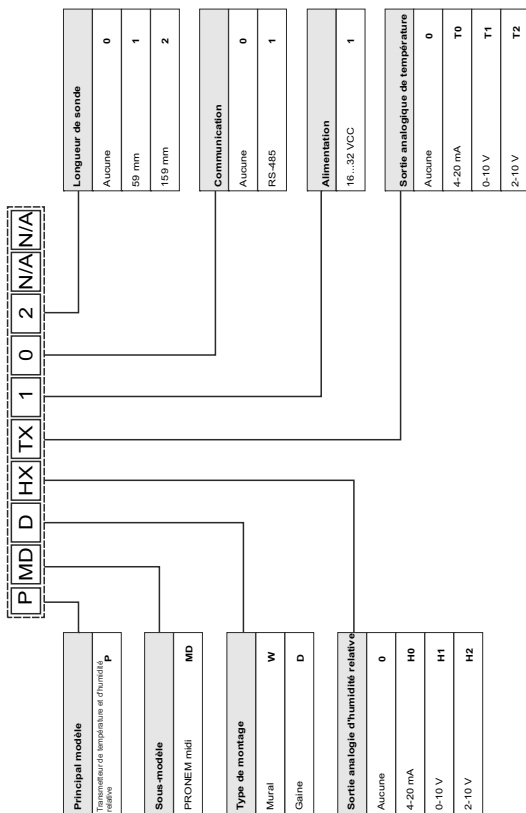 P MD D HX TX 1 0 2 N/A N/A
Principal modèle
Transmetteur de température et d'humidité
relative P
Sous-modèle
PRONEM midi MD
Type de montage
Mural W
Gaine D
Sortie analogie d'humidité relative
Aucune 0
4-20 mA H0
0-10 V H1
2-10 V H2
Longueur de sonde
Aucune 0
59 mm 1
159 mm 2
Communication
Aucune 0
RS-485 1
Alimentation
16...32 VCC 1
Sortie analogique de température
Aucune 0
4-20 mA T0
0-10 V T1
2-10 V T2